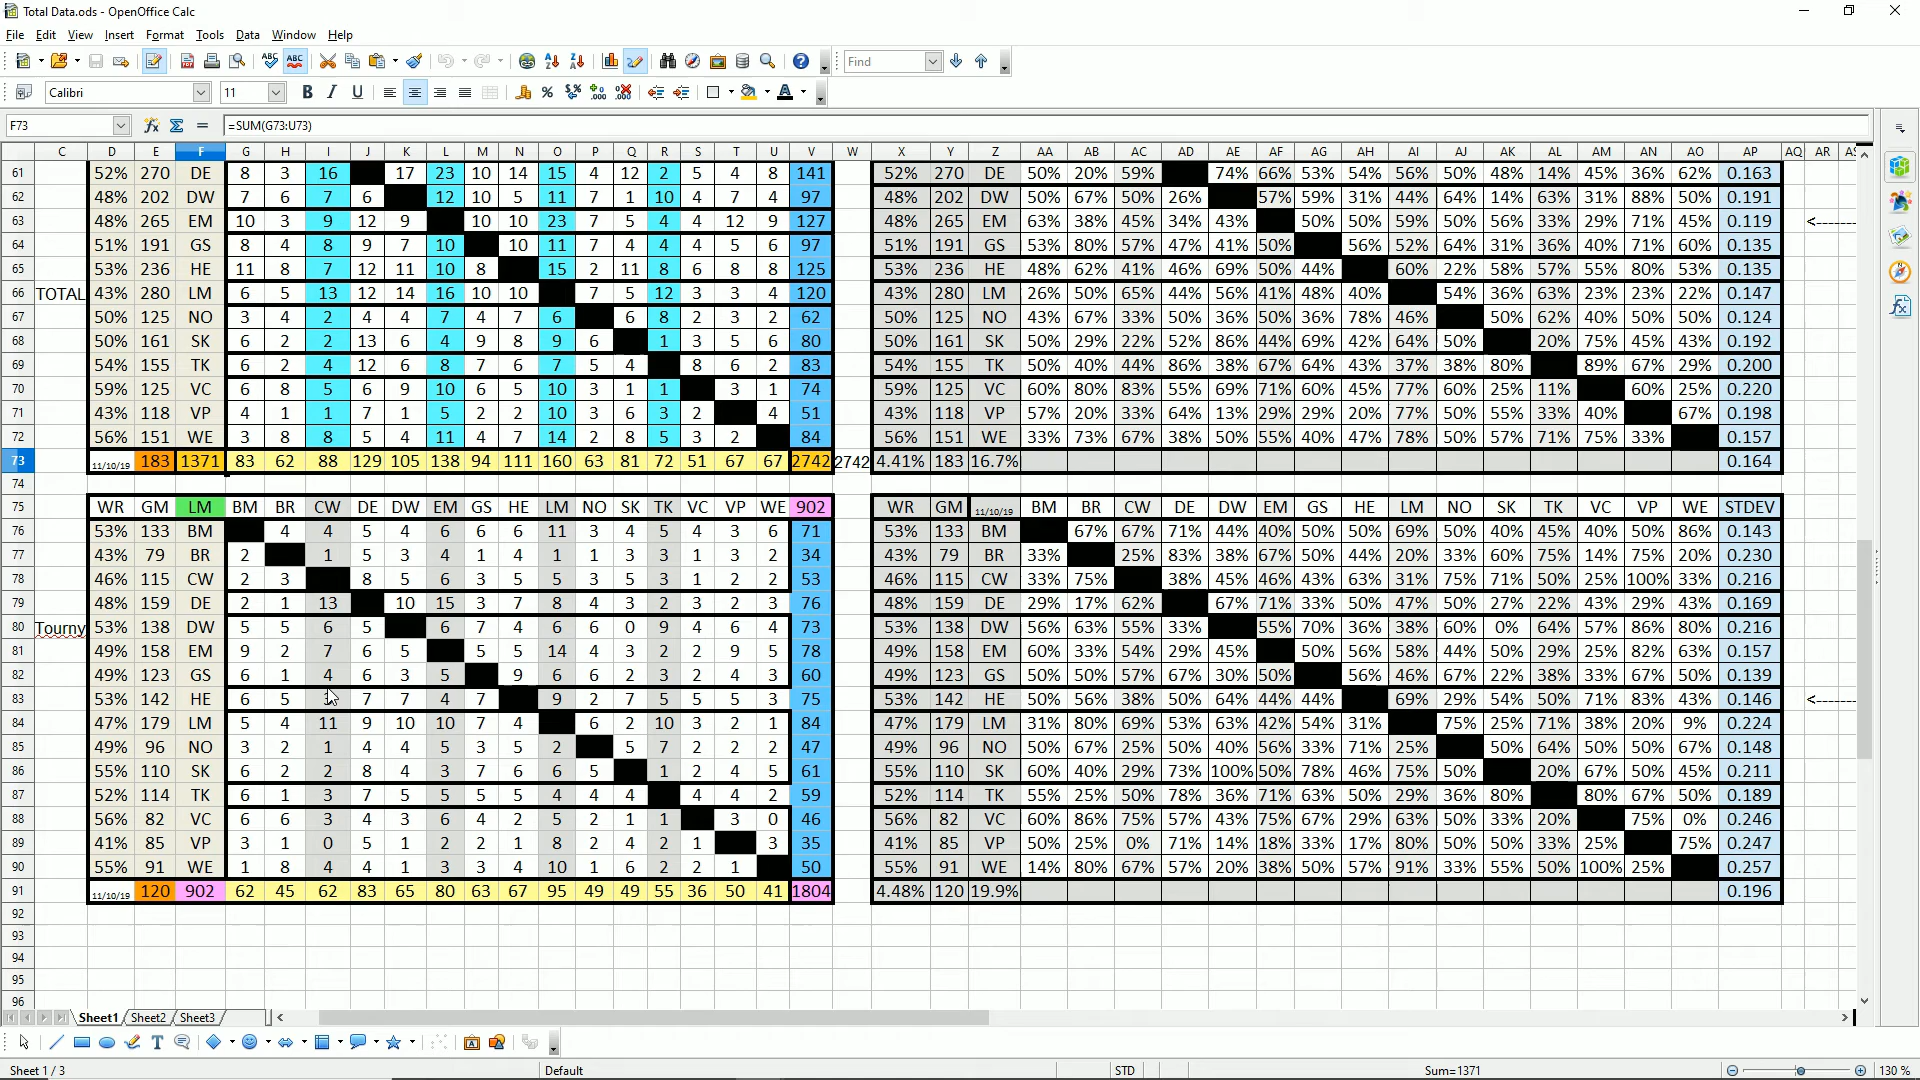 Total Data.ods - OpenOffice Calc
File Edit View Insert Format Tools Data Window Help
Find
Calibri 11
F73 =SUM(G73:U73)
C D E F G H I J K L M N O P Q R S T U V W X Y Z AA AB AC AD AE AF AG AH AI AJ AK AL AM AN AO AP AQ AR AS
61 52% 270 DE 8 3 16 17 23 10 14 15 4 12 2 5 4 8 141 52% 270 DE 50% 20% 59% 74% 66% 53% 54% 56% 50% 48% 14% 45% 36% 62% 0.163
62 48% 202 DW 7 6 7 6 12 10 5 11 7 1 10 4 7 4 97 48% 202 DW 50% 67% 50% 26% 57% 59% 31% 44% 64% 14% 63% 31% 88% 50% 0.191
63 48% 265 EM 10 3 9 12 9 10 10 23 7 5 4 4 12 9 127 48% 265 EM 63% 38% 45% 34% 43% 50% 50% 59% 50% 56% 33% 29% 71% 45% 0.119 <-------
64 51% 191 GS 8 4 8 9 7 10 10 11 7 4 4 4 5 6 97 51% 191 GS 53% 80% 57% 47% 41% 50% 56% 52% 64% 31% 36% 40% 71% 60% 0.135
65 53% 236 HE 11 8 7 12 11 10 8 15 2 11 8 6 8 8 125 53% 236 HE 48% 62% 41% 46% 69% 50% 44% 60% 22% 58% 57% 55% 80% 53% 0.135
66 TOTAL 43% 280 LM 6 5 13 12 14 16 10 10 7 5 12 3 3 4 120 43% 280 LM 26% 50% 65% 44% 56% 41% 48% 40% 54% 36% 63% 23% 23% 22% 0.147
67 50% 125 NO 3 4 2 4 4 7 4 7 6 6 8 2 3 2 62 50% 125 NO 43% 67% 33% 50% 36% 50% 36% 78% 46% 50% 62% 40% 50% 50% 0.124
68 50% 161 SK 6 2 2 13 6 4 9 8 9 6 1 3 5 6 80 50% 161 SK 50% 29% 22% 52% 86% 44% 69% 42% 64% 50% 20% 75% 45% 43% 0.192
69 54% 155 TK 6 2 4 12 6 8 7 6 7 5 4 8 6 2 83 54% 155 TK 50% 40% 44% 86% 38% 67% 64% 43% 37% 38% 80% 89% 67% 29% 0.200
70 59% 125 VC 6 8 5 6 9 10 6 5 10 3 1 1 3 1 74 59% 125 VC 60% 80% 83% 55% 69% 71% 60% 45% 77% 60% 25% 11% 60% 25% 0.220
71 43% 118 VP 4 1 1 7 1 5 2 2 10 3 6 3 2 4 51 43% 118 VP 57% 20% 33% 64% 13% 29% 29% 20% 77% 50% 55% 33% 40% 67% 0.198
72 56% 151 WE 3 8 8 5 4 11 4 7 14 2 8 5 3 2 84 56% 151 WE 33% 73% 67% 38% 50% 55% 40% 47% 78% 50% 57% 71% 75% 33% 0.157
73 11/10/19 183 1371 83 62 88 129 105 138 94 111 160 63 81 72 51 67 67 2742 2742 4.41% 183 16.7% 0.164
74
75 WR GM LM BM BR CW DE DW EM GS HE LM NO SK TK VC VP WE 902 WR GM 11/10/19 BM BR CW DE DW EM GS HE LM NO SK TK VC VP WE STDEV
76 53% 133 BM 4 4 5 4 6 6 6 11 3 4 5 4 3 6 71 53% 133 BM 67% 67% 71% 44% 40% 50% 50% 69% 50% 40% 45% 40% 50% 86% 0.143
77 43% 79 BR 2 1 5 3 4 1 4 1 1 3 3 1 3 2 34 43% 79 BR 33% 25% 83% 38% 67% 50% 44% 20% 33% 60% 75% 14% 75% 20% 0.230
78 46% 115 CW 2 3 8 5 6 3 5 5 3 5 3 1 2 2 53 46% 115 CW 33% 75% 38% 45% 46% 43% 63% 31% 75% 71% 50% 25% 100% 33% 0.216
79 48% 159 DE 2 1 13 10 15 3 7 8 4 3 2 3 2 3 76 48% 159 DE 29% 17% 62% 67% 71% 33% 50% 47% 50% 27% 22% 43% 29% 43% 0.169
80 Tourny 53% 138 DW 5 5 6 5 6 7 4 6 6 0 9 4 6 4 73 53% 138 DW 56% 63% 55% 33% 55% 70% 36% 38% 60% 0% 64% 57% 86% 80% 0.216
81 49% 158 EM 9 2 7 6 5 5 5 14 4 3 2 2 9 5 78 49% 158 EM 60% 33% 54% 29% 45% 50% 56% 58% 44% 50% 29% 25% 82% 63% 0.157
82 49% 123 GS 6 1 4 6 3 5 9 6 6 2 3 2 4 3 60 49% 123 GS 50% 50% 57% 67% 30% 50% 56% 46% 67% 22% 38% 33% 67% 50% 0.139
83 53% 142 HE 6 5 7 7 4 7 9 2 7 5 5 5 3 75 53% 142 HE 50% 56% 38% 50% 64% 44% 44% 69% 29% 54% 50% 71% 83% 43% 0.146 <-------
84 47% 179 LM 5 4 11 9 10 10 7 4 6 2 10 3 2 1 84 47% 179 LM 31% 80% 69% 53% 63% 42% 54% 31% 75% 25% 71% 38% 20% 9% 0.224
85 49% 96 NO 3 2 1 4 4 5 3 5 2 5 7 2 2 2 47 49% 96 NO 50% 67% 25% 50% 40% 56% 33% 71% 25% 50% 64% 50% 50% 67% 0.148
86 55% 110 SK 6 2 2 8 4 3 7 6 6 5 1 2 4 5 61 55% 110 SK 60% 40% 29% 73% 100% 50% 78% 46% 75% 50% 20% 67% 50% 45% 0.211
87 52% 114 TK 6 1 3 7 5 5 5 5 4 4 4 4 4 2 59 52% 114 TK 55% 25% 50% 78% 36% 71% 63% 50% 29% 36% 80% 80% 67% 50% 0.189
88 56% 82 VC 6 6 3 4 3 6 4 2 5 2 1 1 3 0 46 56% 82 VC 60% 86% 75% 57% 43% 75% 67% 29% 63% 50% 33% 20% 75% 0% 0.246
89 41% 85 VP 3 1 0 5 1 2 2 1 8 2 4 2 1 3 35 41% 85 VP 50% 25% 0% 71% 14% 18% 33% 17% 80% 50% 50% 33% 25% 75% 0.247
90 55% 91 WE 1 8 4 4 1 3 3 4 10 1 6 2 2 1 50 55% 91 WE 14% 80% 67% 57% 20% 38% 50% 57% 91% 33% 55% 50% 100% 25% 0.257
91 11/10/19 120 902 62 45 62 83 65 80 63 67 95 49 49 55 36 50 41 1804 4.48% 120 19.9% 0.196
92
93
94
95
96
Sheet1 Sheet2 Sheet3
Sheet 1 / 3 Default STD Sum=1371 130 %